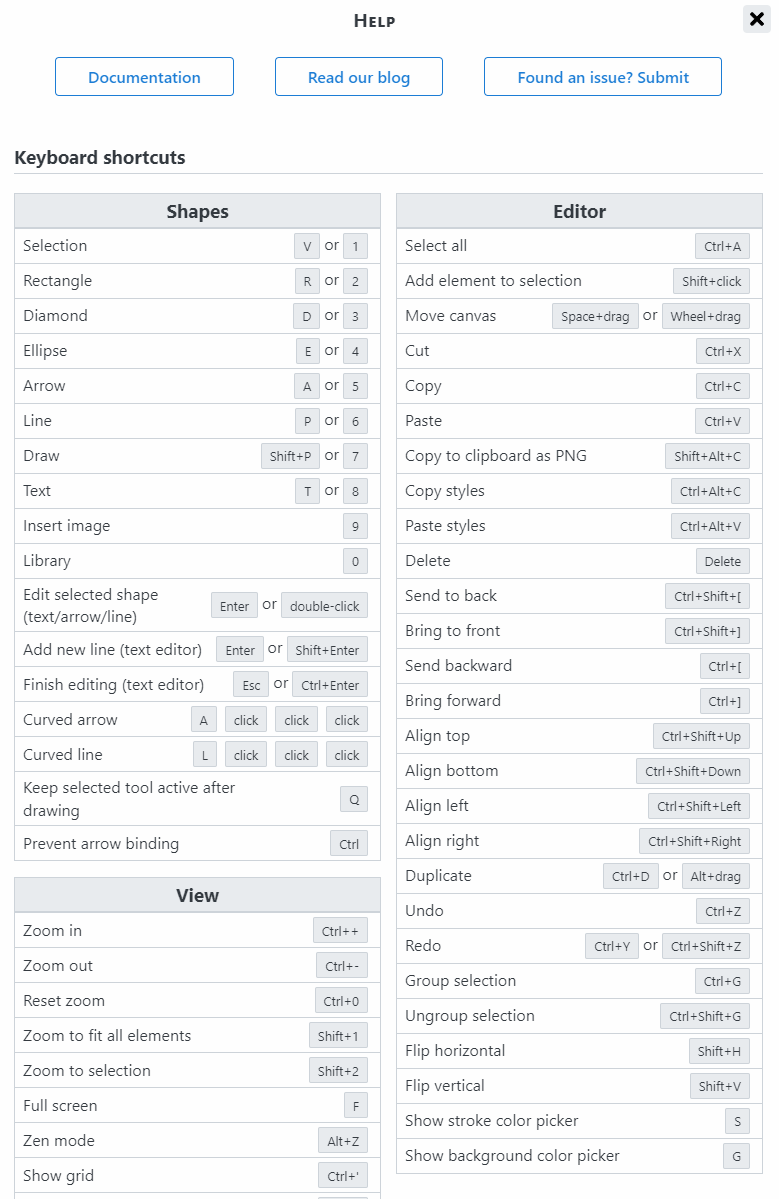 Help
Documentation
Read our blog
Found an issue? Submit
Keyboard shortcuts
Shapes
Selection V or 1
Rectangle R or 2
Diamond D or 3
Ellipse E or 4
Arrow A or 5
Line P or 6
Draw Shift+P or 7
Text T or 8
Insert image 9
Library 0
Edit selected shape
(text/arrow/line) Enter or double-click
Add new line (text editor) Enter or Shift+Enter
Finish editing (text editor) Esc or Ctrl+Enter
Curved arrow A click click click
Curved line L click click click
Keep selected tool active after
drawing Q
Prevent arrow binding Ctrl
View
Zoom in Ctrl++
Zoom out Ctrl+-
Reset zoom Ctrl+0
Zoom to fit all elements Shift+1
Zoom to selection Shift+2
Full screen F
Zen mode Alt+Z
Show grid Ctrl+'
Editor
Select all Ctrl+A
Add element to selection Shift+click
Move canvas Space+drag or Wheel+drag
Cut Ctrl+X
Copy Ctrl+C
Paste Ctrl+V
Copy to clipboard as PNG Shift+Alt+C
Copy styles Ctrl+Alt+C
Paste styles Ctrl+Alt+V
Delete Delete
Send to back Ctrl+Shift+[
Bring to front Ctrl+Shift+]
Send backward Ctrl+[
Bring forward Ctrl+]
Align top Ctrl+Shift+Up
Align bottom Ctrl+Shift+Down
Align left Ctrl+Shift+Left
Align right Ctrl+Shift+Right
Duplicate Ctrl+D or Alt+drag
Undo Ctrl+Z
Redo Ctrl+Y or Ctrl+Shift+Z
Group selection Ctrl+G
Ungroup selection Ctrl+Shift+G
Flip horizontal Shift+H
Flip vertical Shift+V
Show stroke color picker S
Show background color picker G